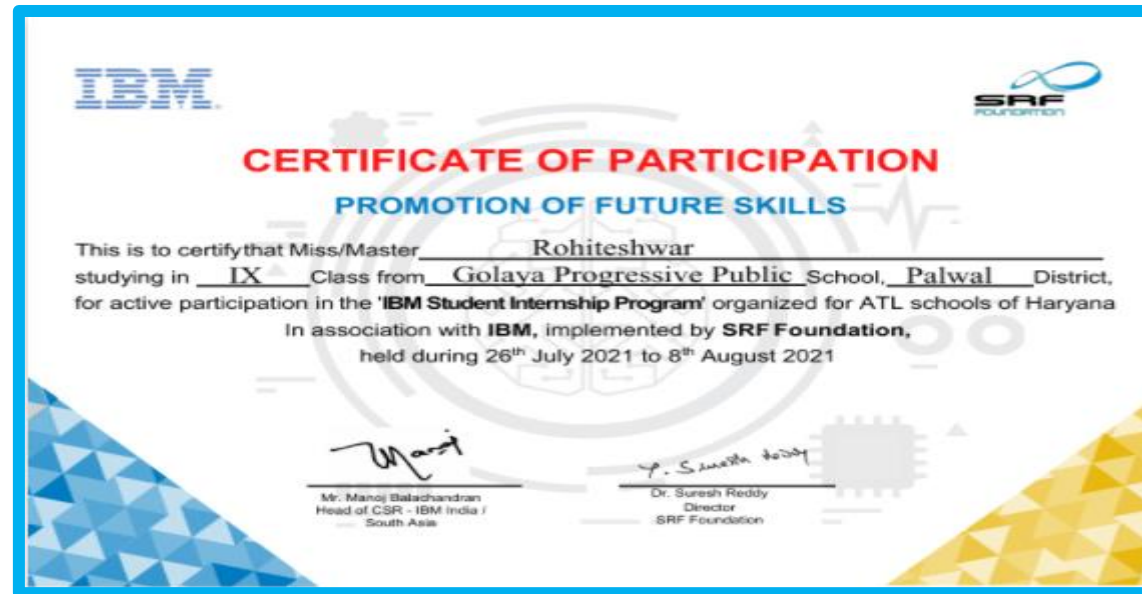 IBM
SRF
FOUNDATION
CERTIFICATE OF PARTICIPATION
PROMOTION OF FUTURE SKILLS
This is to certifythat Miss/Master Rohiteshwar
studying in IX Class from Golaya Progressive Public School, Palwal District,
for active participation in the 'IBM Student Internship Program' organized for ATL schools of Haryana
In association with IBM, implemented by SRF Foundation,
held during 26th July 2021 to 8th August 2021
Manoj
Y. Suresh Reddy
Mr. Manoj Balachandran
Head of CSR - IBM India /
South Asia
Dr. Suresh Reddy
Director
SRF Foundation